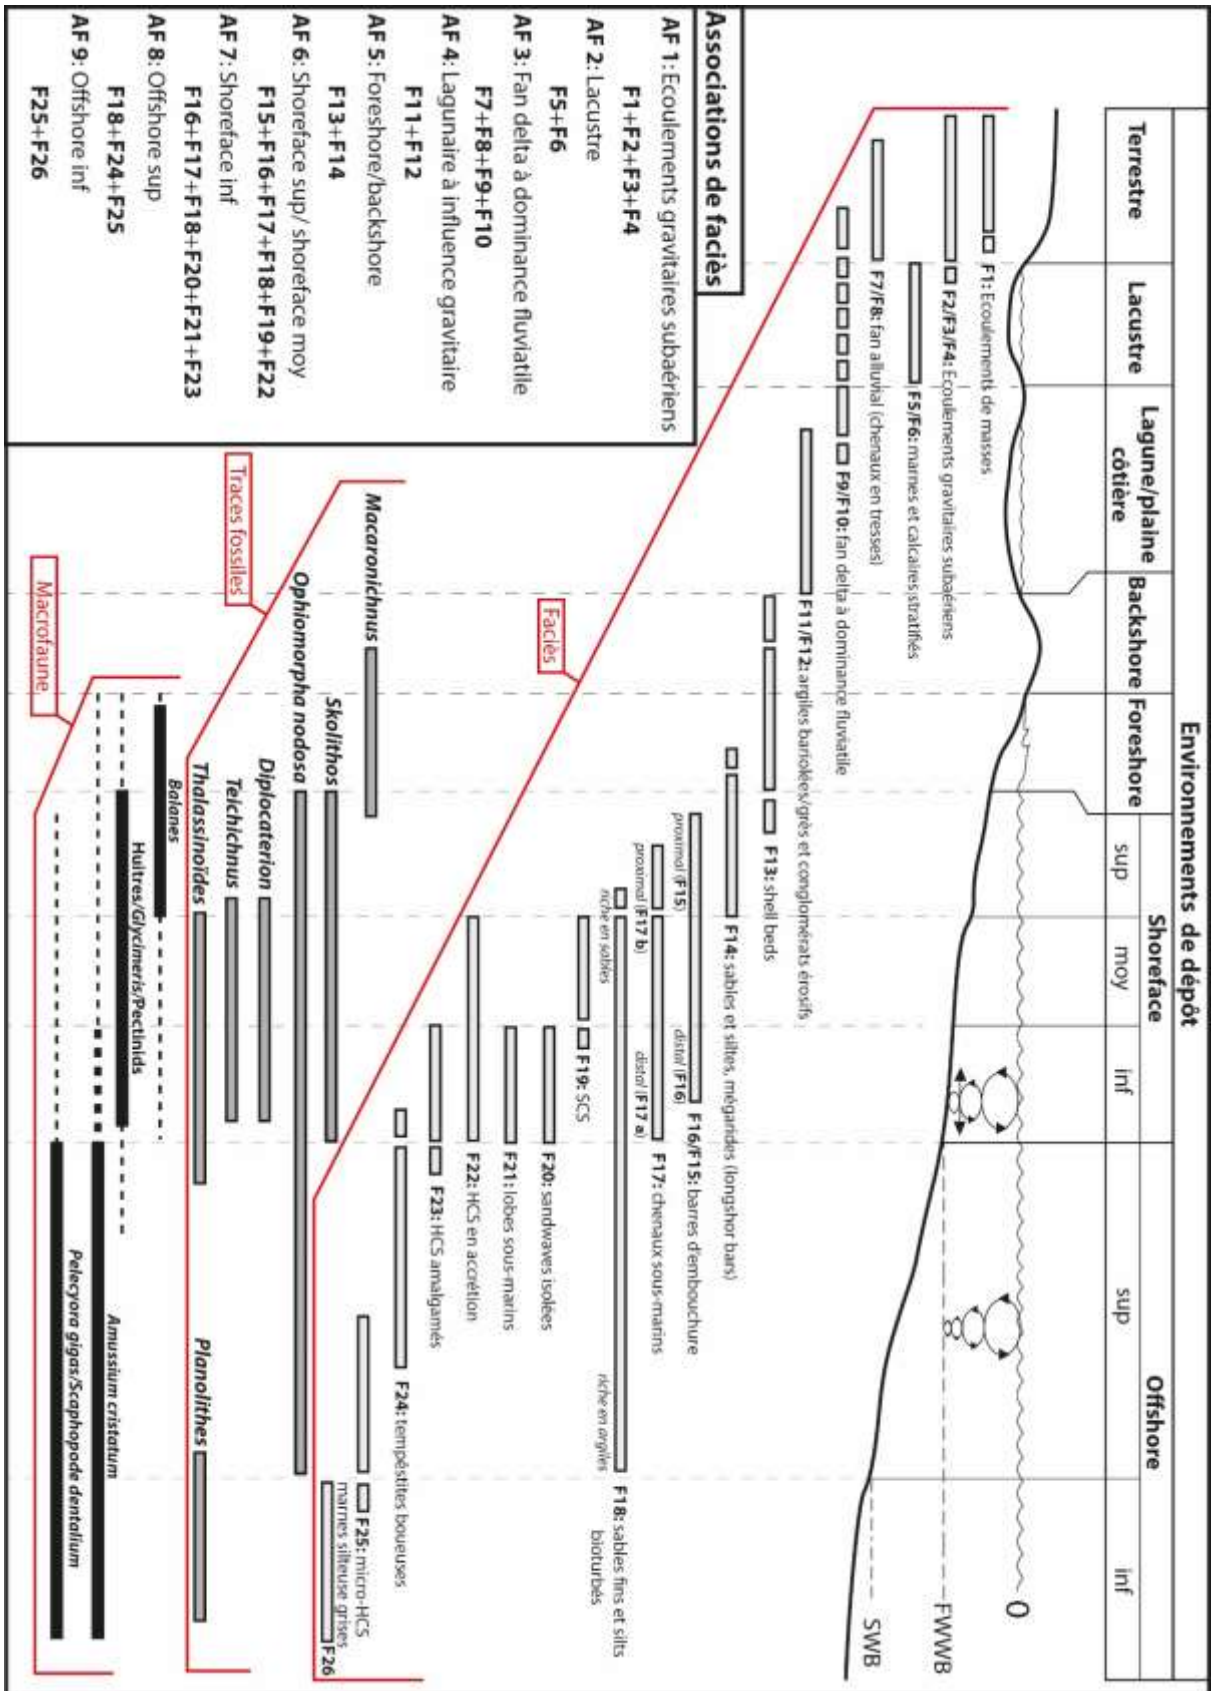 Environnements de dépôt
Terrestre
Lacustre
Lagune/plaine
côtière
Backshore
Foreshore
Shoreface
sup
moy
inf
Offshore
sup
inf
0
FWWB
SWB
F1: Ecoulements de masses
F2/F3/F4: Ecoulements gravitaires subaériens
F5/F6: marnes et calcaires stratifiés
F7/F8: fan alluvial (chenaux en tresses)
F9/F10: fan delta à dominance fluviatile
F11/F12: argiles bariolées/grès et conglomérats érosifs
F13: shell beds
F14: sables et siltes, mégarides (longshor bars)
proximal (F15)
distal (F16)
F16/F15: barres d'embouchure
proximal (F17 b)
distal (F17 a)
F17: chenaux sous-marins
riche en sables
riche en argiles
F18: sables fins et silts
bioturbés
F19: SCS
F20: sandwaves isolées
F21: lobes sous-marins
F22: HCS en accrétion
F23: HCS amalgamés
F24: tempéstites boueuses
F25: micro-HCS
marnes silteuse grises
F26
Faciès
Macaronichnus
Skolithos
Ophiomorpha nodosa
Diplocaterion
Teichichnus
Thalassinoïdes
Planolithes
Traces fossiles
Balanes
Huitres/Glycimeris/Pectinids
Amussium cristatum
Pelecyora gigas/Scaphopode dentalium
Macrofaune
Associations de faciès
AF 1: Ecoulements gravitaires subaériens
F1+F2+F3+F4
AF 2: Lacustre
F5+F6
AF 3: Fan delta à dominance fluviatile
F7+F8+F9+F10
AF 4: Lagunaire à influence gravitaire
F11+F12
AF 5: Foreshore/backshore
F13+F14
AF 6: Shoreface sup/ shoreface moy
F15+F16+F17+F18+F19+F22
AF 7: Shoreface inf
F16+F17+F18+F20+F21+F23
AF 8: Offshore sup
F18+F24+F25
AF 9: Offshore inf
F25+F26